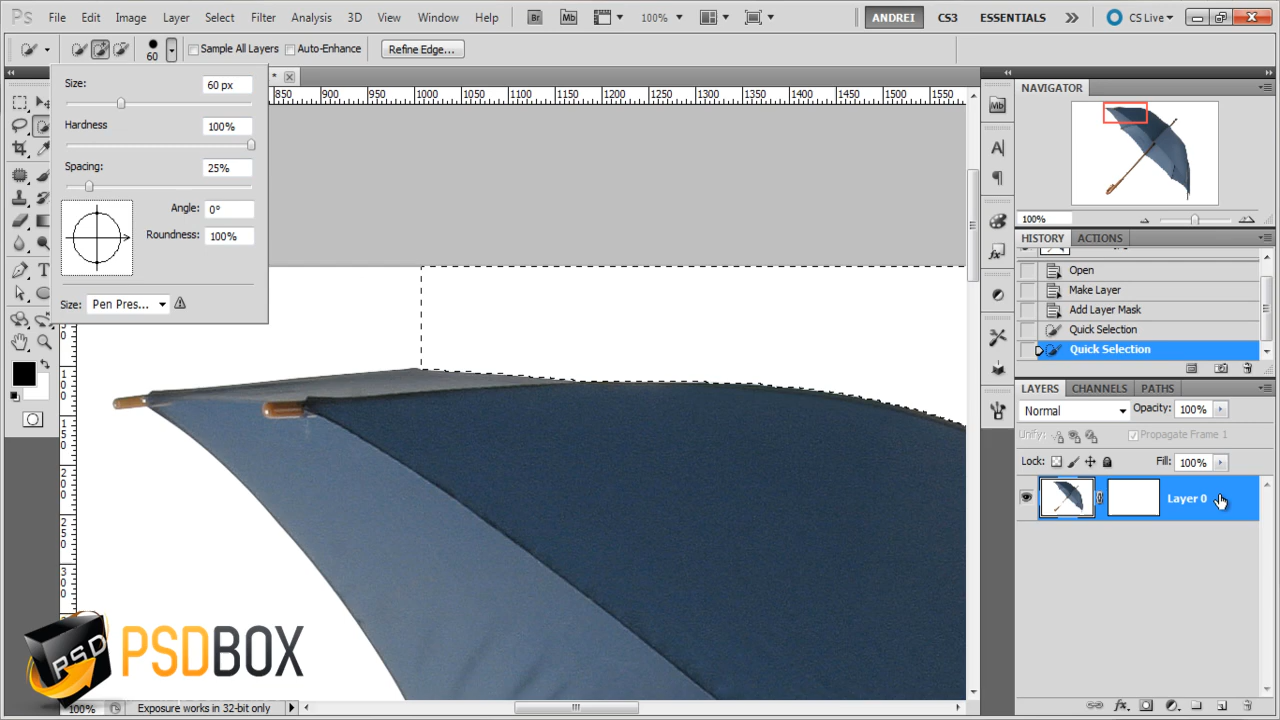 Ps File Edit Image Layer Select Filter Analysis 3D View Window Help Br Mb 100% ANDREI CS3 ESSENTIALS CS Live
60 Sample All Layers Auto-Enhance Refine Edge...
Size: 60 px
Hardness 100%
Spacing: 25%
Angle: 0°
Roundness: 100%
Size: Pen Pres...
*
850 900 950 1000 1050 1100 1150 1200 1250 1300 1350 1400 1450 1500 1550
NAVIGATOR
100%
HISTORY ACTIONS
Open
Make Layer
Add Layer Mask
Quick Selection
Quick Selection
LAYERS CHANNELS PATHS
Normal Opacity: 100%
Unify: Propagate Frame 1
Lock: Fill: 100%
Layer 0
PSD PSDBOX
100% Exposure works in 32-bit only